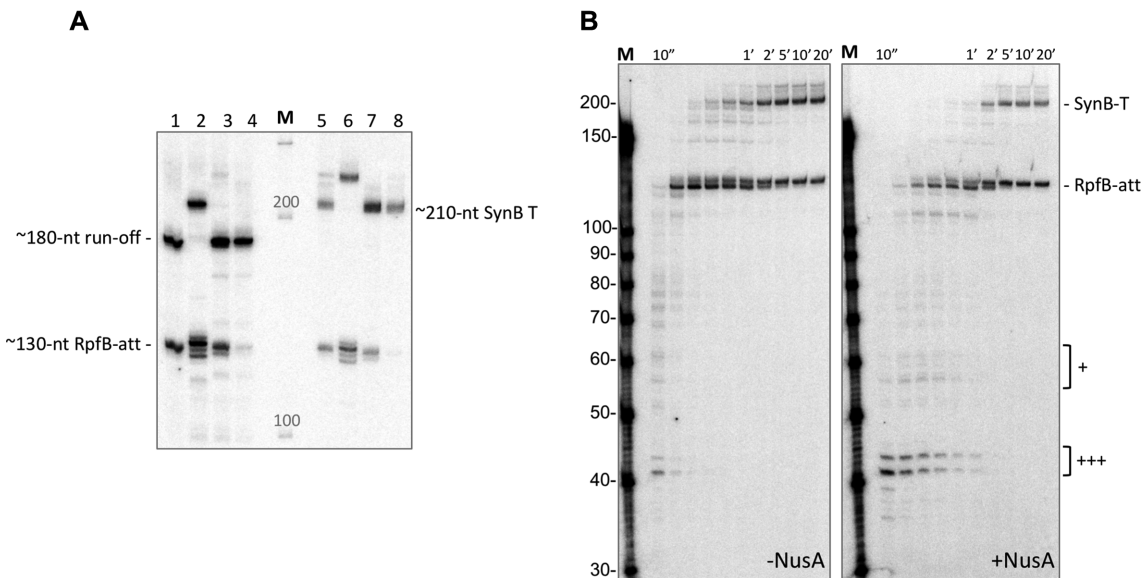 A
1 2 3 4 M 5 6 7 8
200
~210-nt SynB T
~180-nt run-off -
~130-nt RpfB-att -
100
B
M 10” 1’ 2’ 5’ 10’ 20’
M 10” 1’ 2’ 5’ 10’ 20’
200-
150-
100-
90-
80-
70-
60-
50-
40-
30-
- SynB-T
- RpfB-att
+
+++
-NusA
+NusA